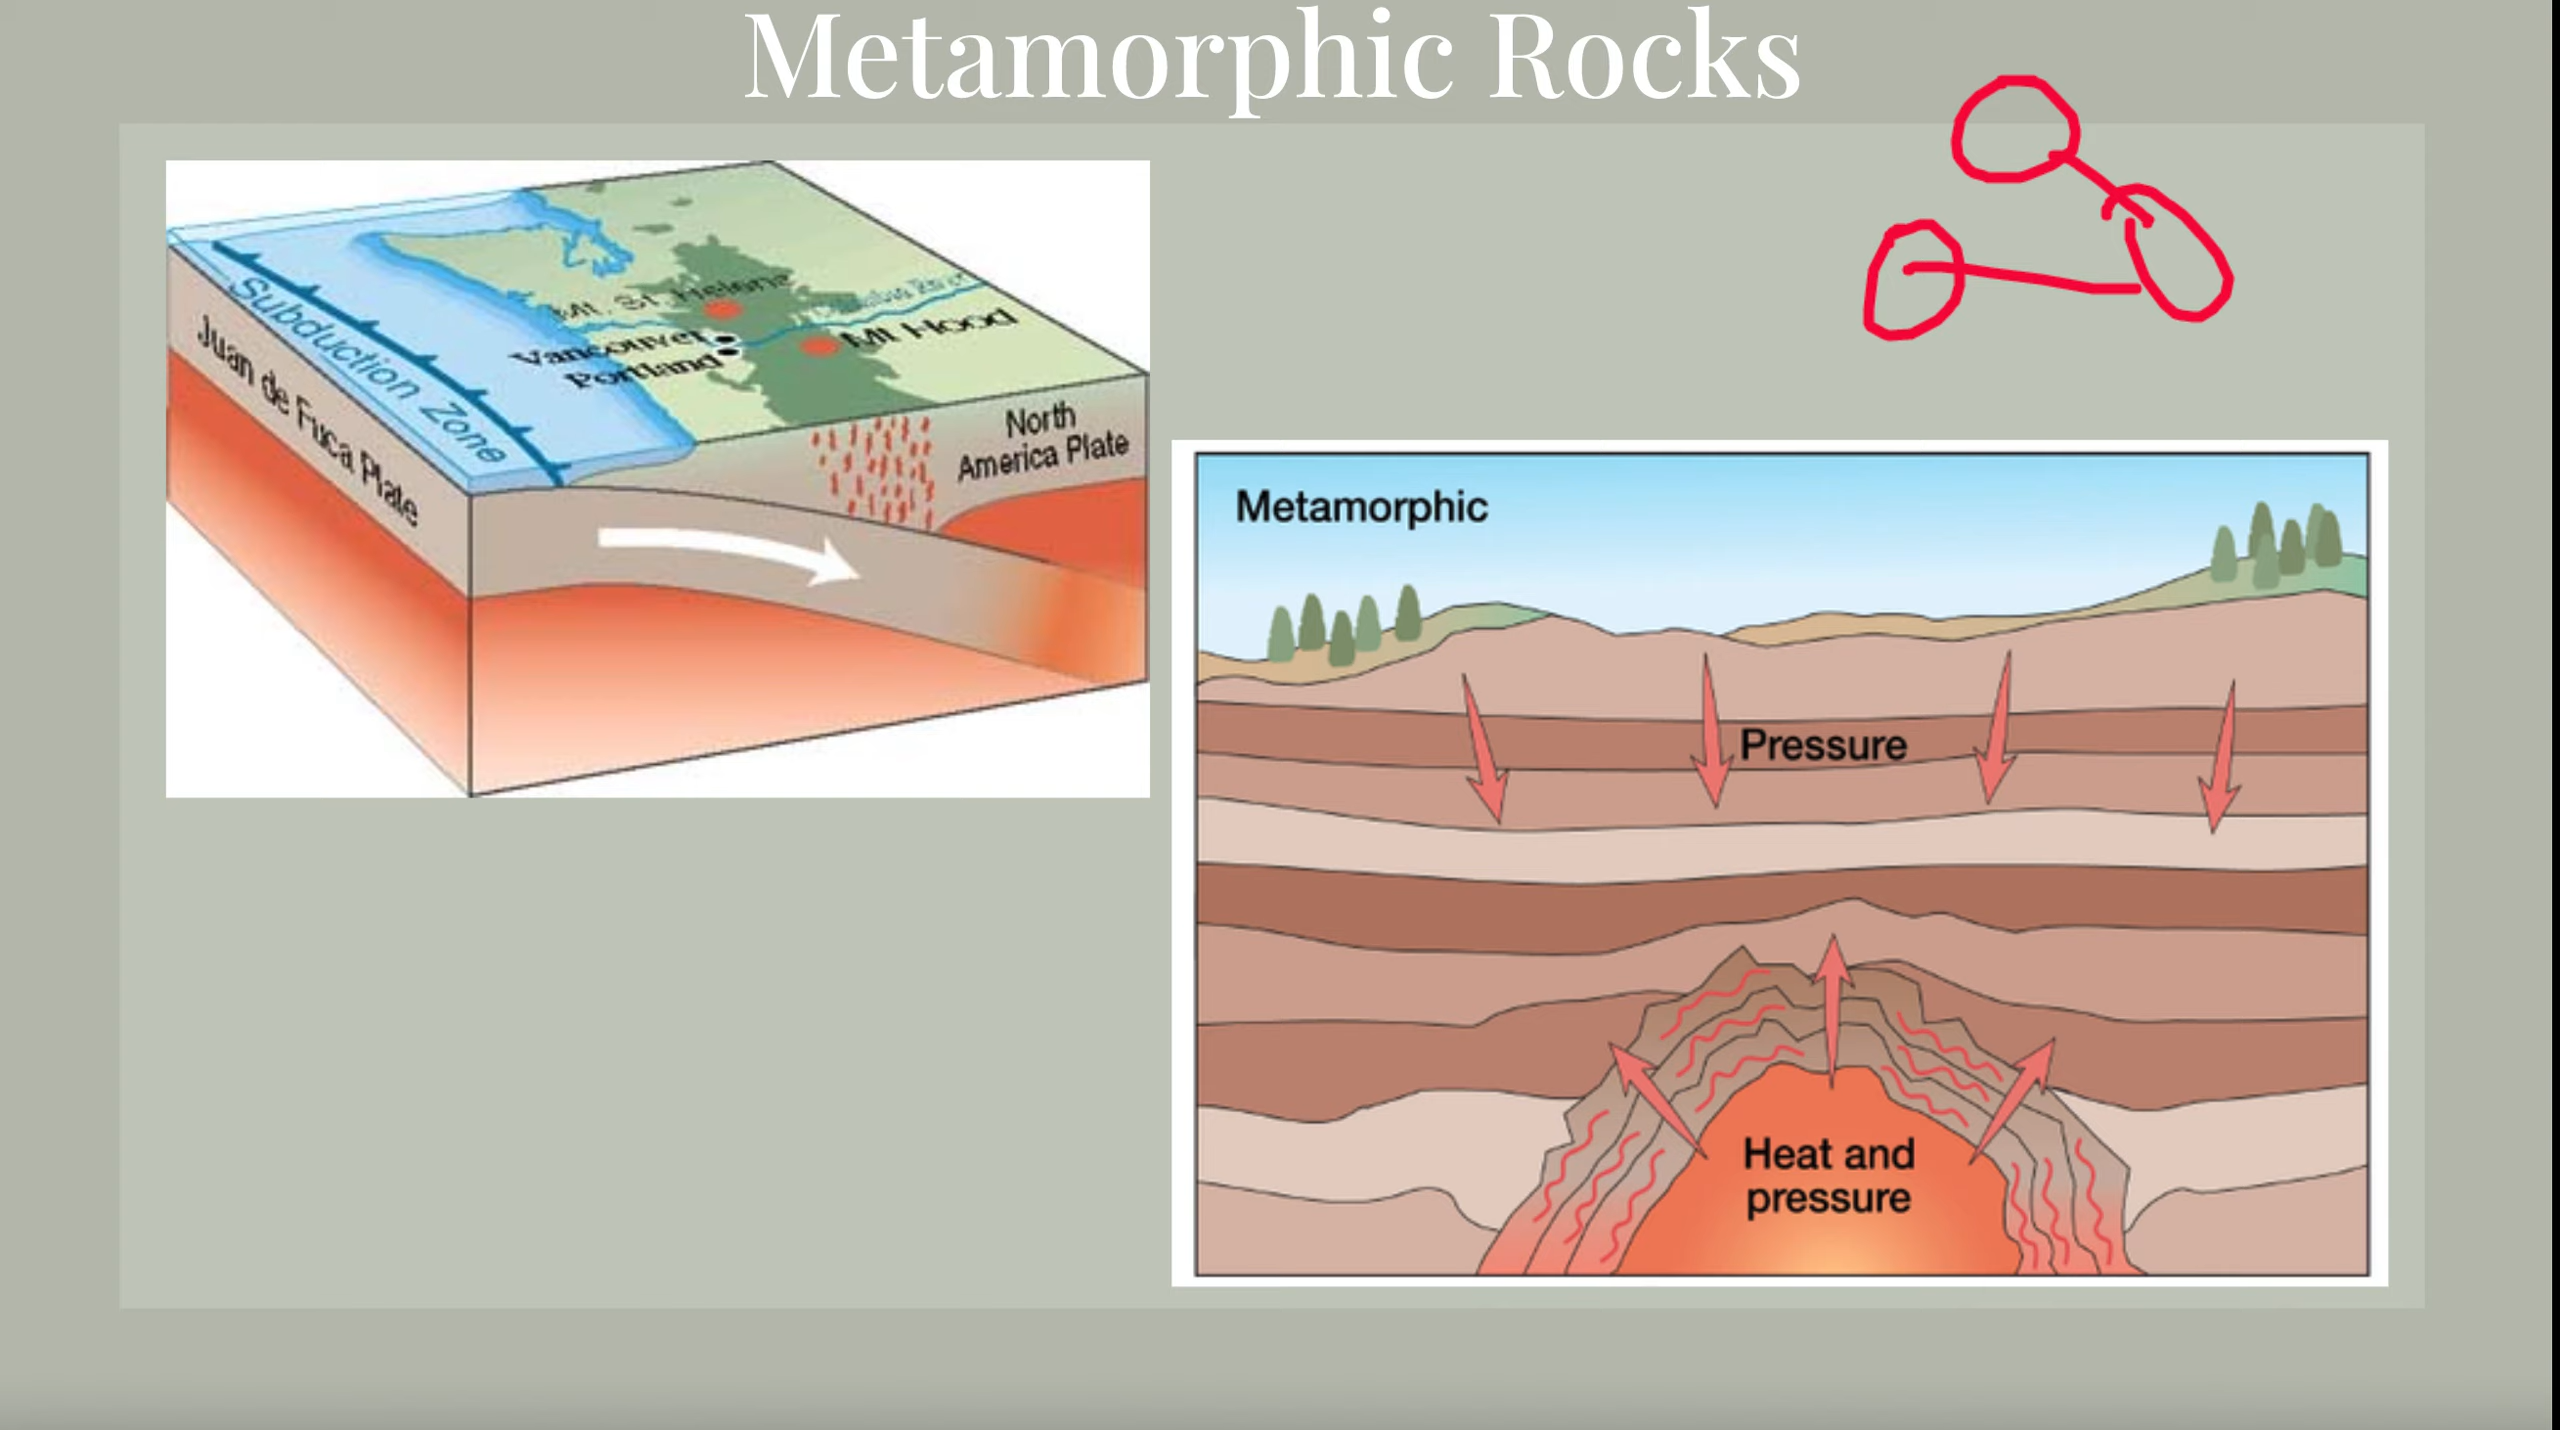 Metamorphic Rocks
Subduction Zone
Juan de Fuca Plate
Mt. St. Helens
Vancouver
Portland
Mt Hood
North
America Plate
Metamorphic
Pressure
Heat and
pressure